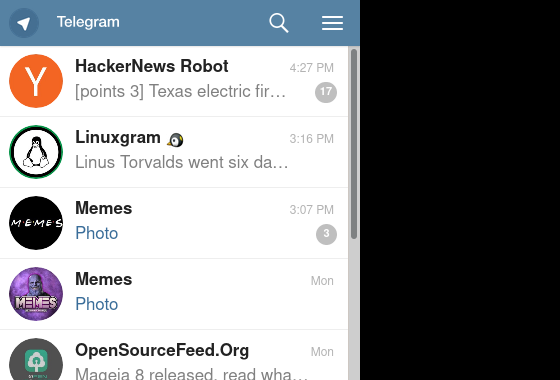 Telegram
HackerNews Robot 4:27 PM
[points 3] Texas electric fir... 17
Linuxgram 🐧 3:16 PM
Linus Torvalds went six da...
Memes 3:07 PM
Photo 3
Memes Mon
Photo
OpenSourceFeed.Org Mon
Mageia 8 released, read wha...
Y
M·E·M·E·S
MEMES